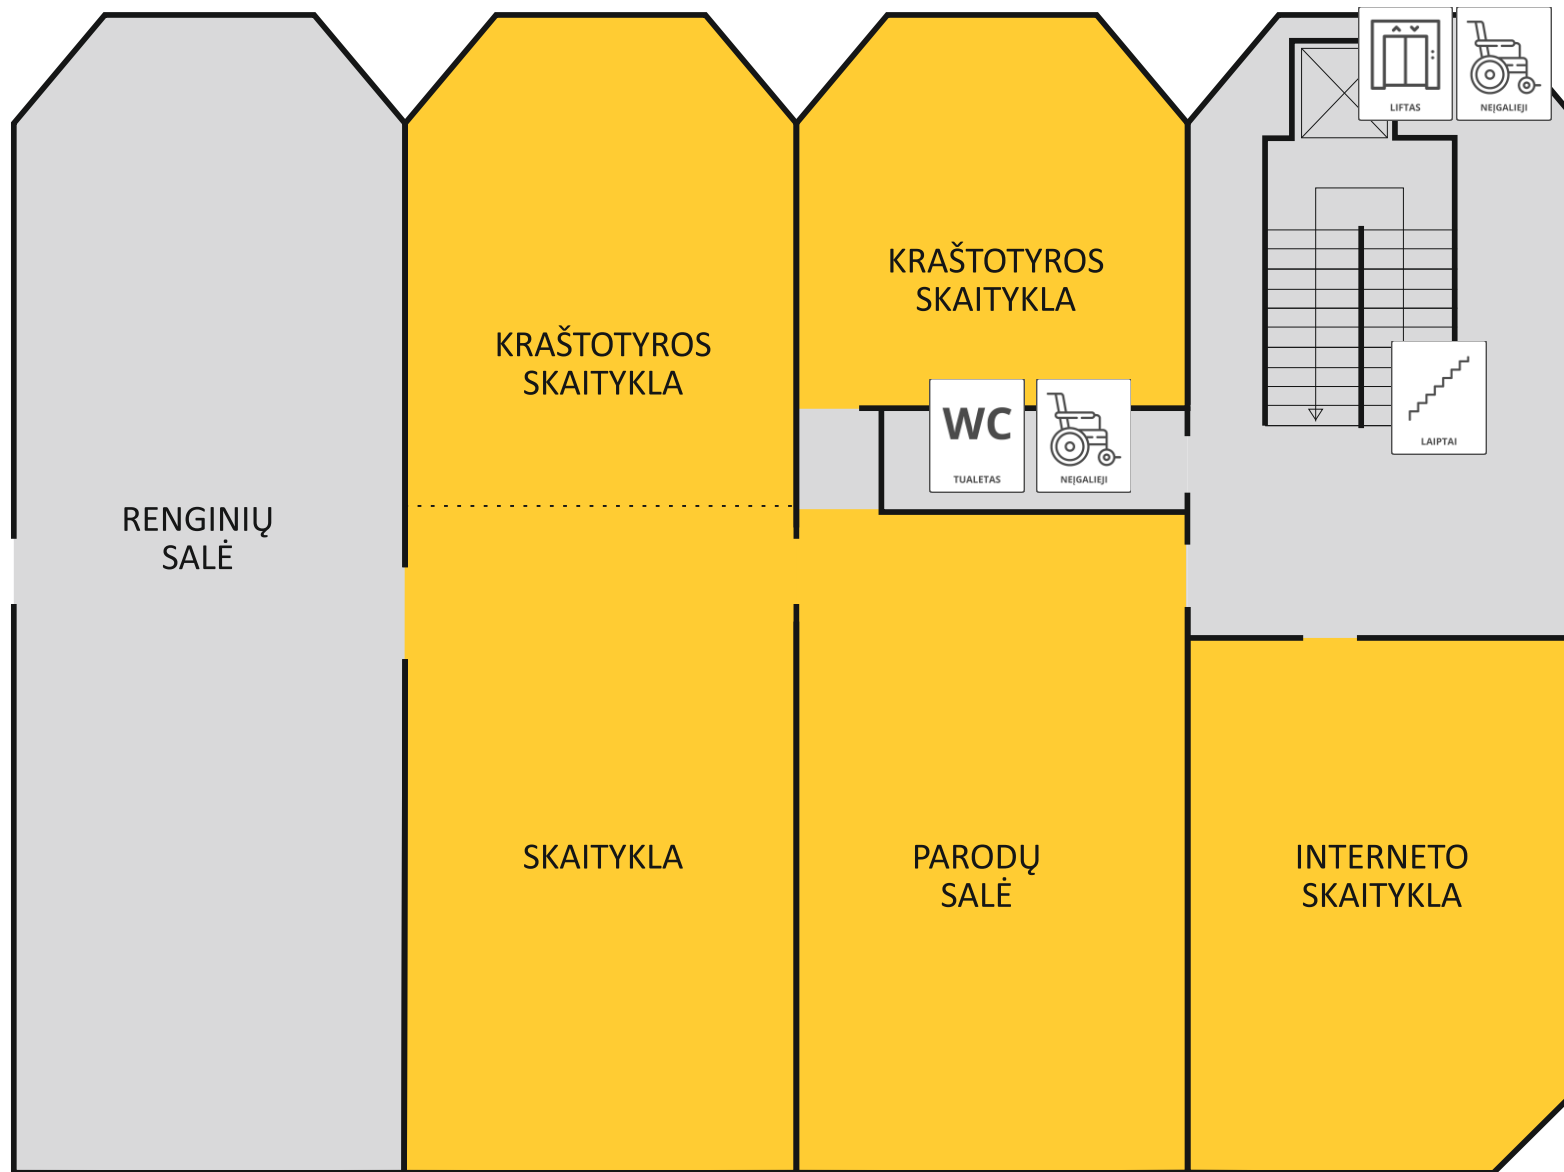 LIFTAS
NEĮGALIEJI
KRAŠTOTYROS
SKAITYKLA
KRAŠTOTYROS
SKAITYKLA
WC
TUALETAS
NEĮGALIEJI
LAIPTAI
RENGINIŲ
SALĖ
SKAITYKLA
PARODŲ
SALĖ
INTERNETO
SKAITYKLA